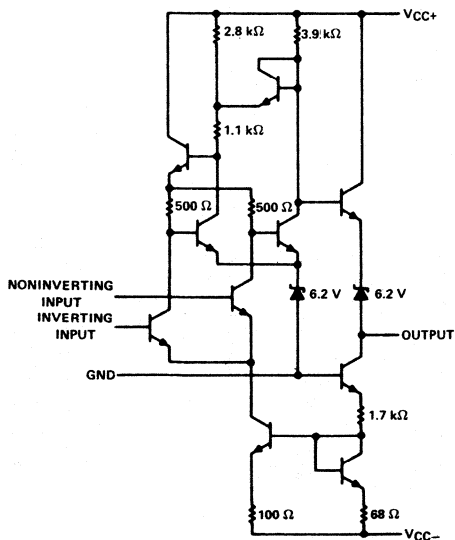 VCC+
2.8 kΩ
3.9 kΩ
1.1 kΩ
500 Ω
500 Ω
NONINVERTING
INPUT
6.2 V
6.2 V
INVERTING
INPUT
OUTPUT
GND
1.7 kΩ
100 Ω
68 Ω
VCC−